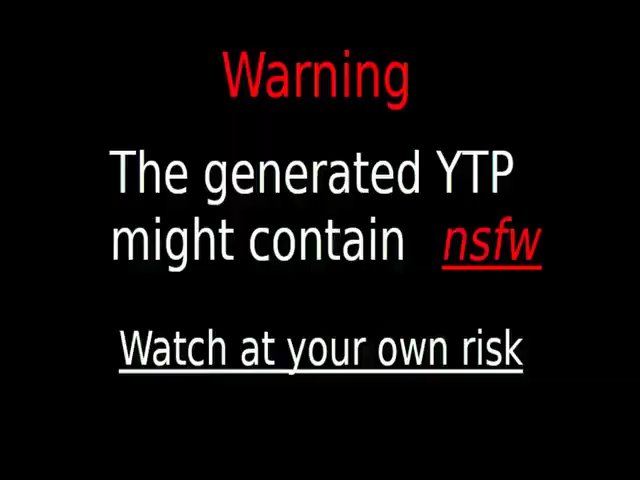 Warning
The generated YTP
might contain nsfw
Watch at your own risk